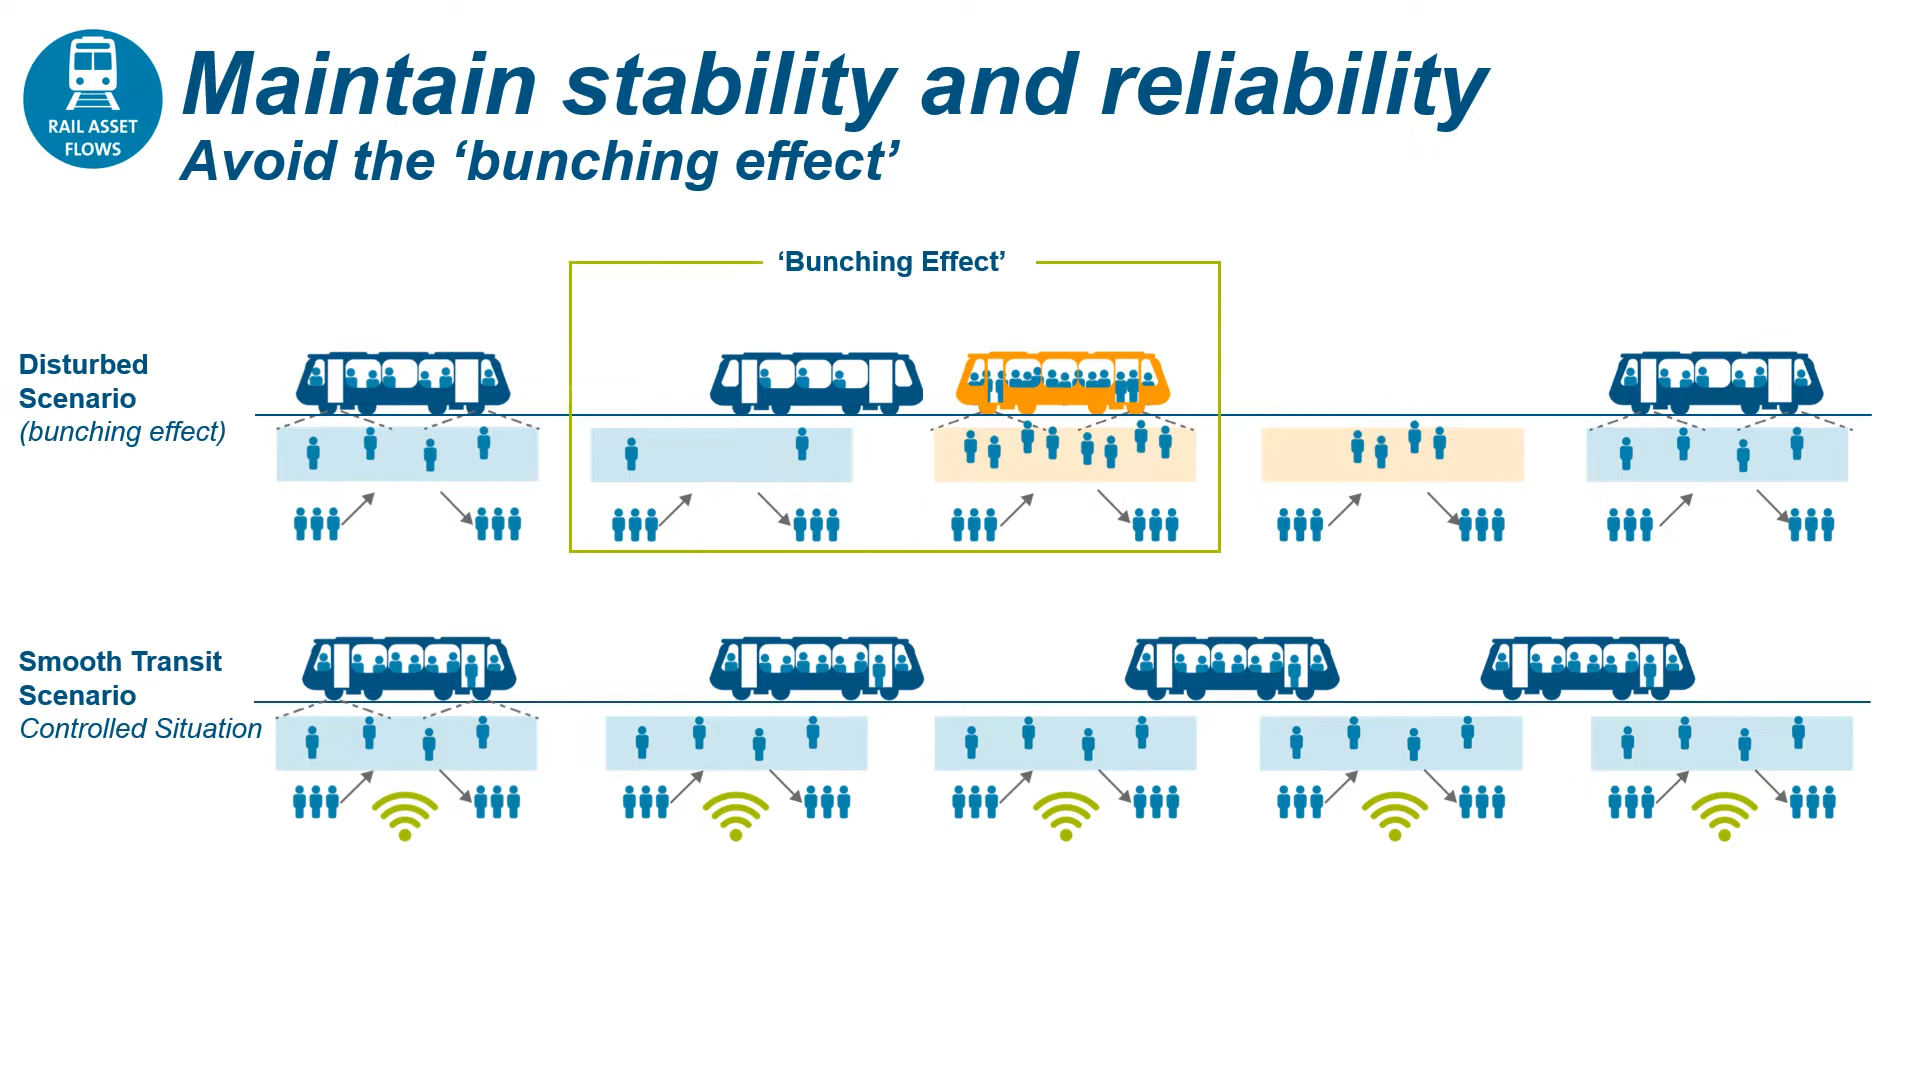 RAIL ASSET
FLOWS
Maintain stability and reliability
Avoid the ‘bunching effect’
‘Bunching Effect’
Disturbed
Scenario
(bunching effect)
Smooth Transit
Scenario
Controlled Situation